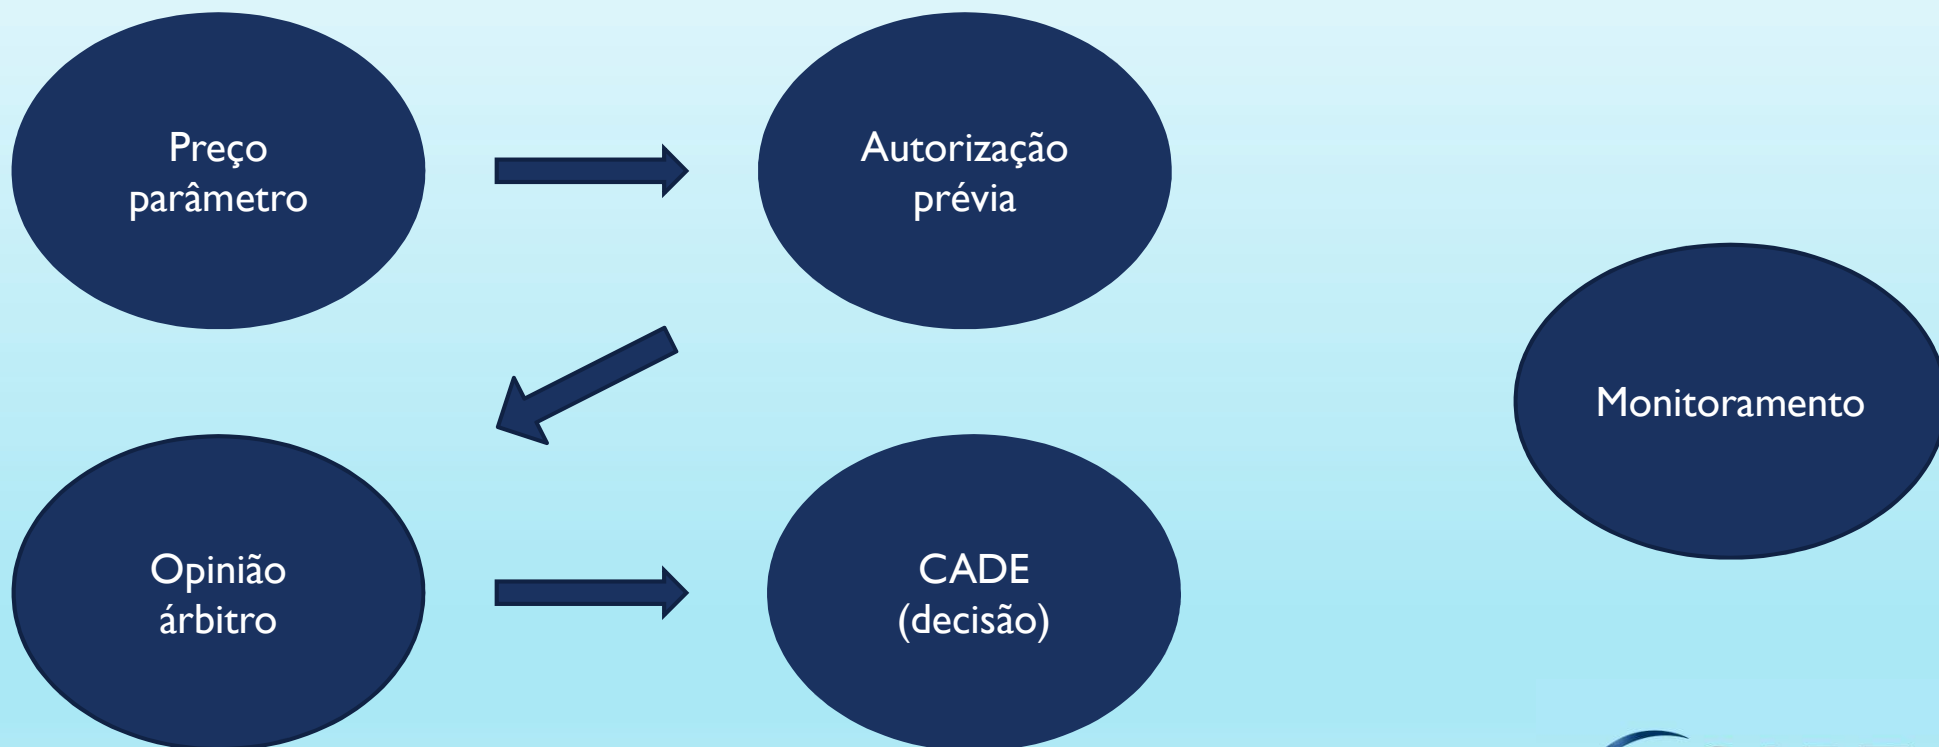 Preço
parâmetro
Autorização
prévia
Monitoramento
Opinião
árbitro
CADE
(decisão)